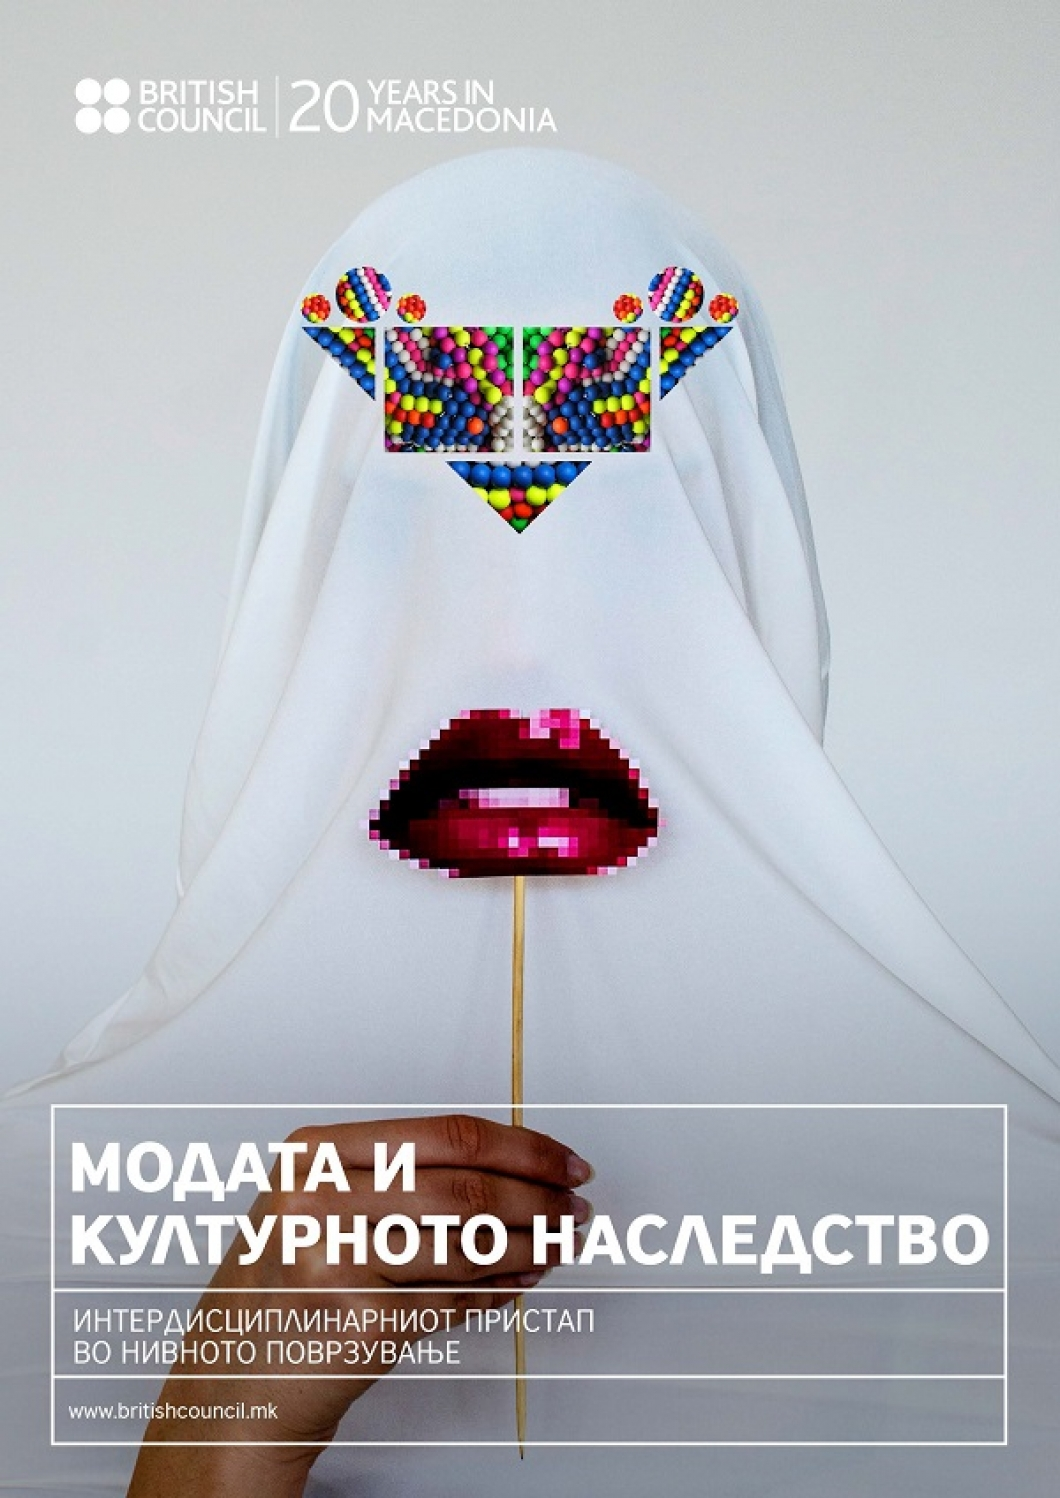 BRITISH
COUNCIL
20 YEARS IN
MACEDONIA
МОДАТА И
КУЛТУРНОТО НАСЛЕДСТВО
ИНТЕРДИСЦИПЛИНАРНИОТ ПРИСТАП
ВО НИВНОТО ПОВРЗУВАЊЕ
www.britishcouncil.mk